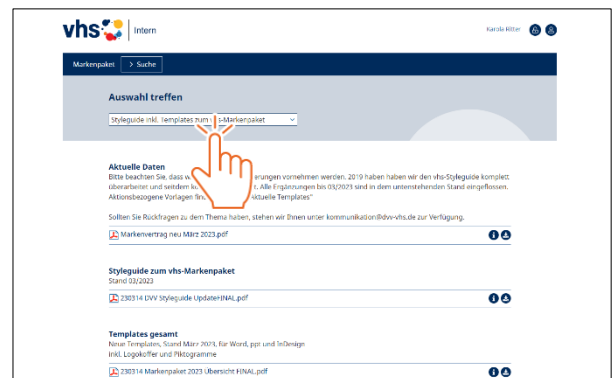 vhs Intern
Karola Ritter
Markenpaket > Suche
Auswahl treffen
Styleguide inkl. Templates zum vhs-Markenpaket
Aktuelle Daten
Bitte beachten Sie, dass erungen vornehmen werden. 2019 haben haben wir den vhs-Styleguide komplett
überarbeitet und seitdem t. Alle Ergänzungen bis 03/2023 sind in dem untenstehenden Stand eingeflossen.
Aktionsbezogene Vorlagen ktuelle Templates"
Sollten Sie Rückfragen zu dem Thema haben, stehen wir Ihnen unter kommunikation@dvv-vhs.de zur Verfügung.
Markenvertrag neu März 2023.pdf
Styleguide zum vhs-Markenpaket
Stand 03/2023
230314 DVV Styleguide UpdateFINAL.pdf
Templates gesamt
Neue Templates, Stand März 2023, für Word, ppt und InDesign
inkl. Logokoffer und Piktogramme
230314 Markenpaket 2023 Übersicht FINAL.pdf